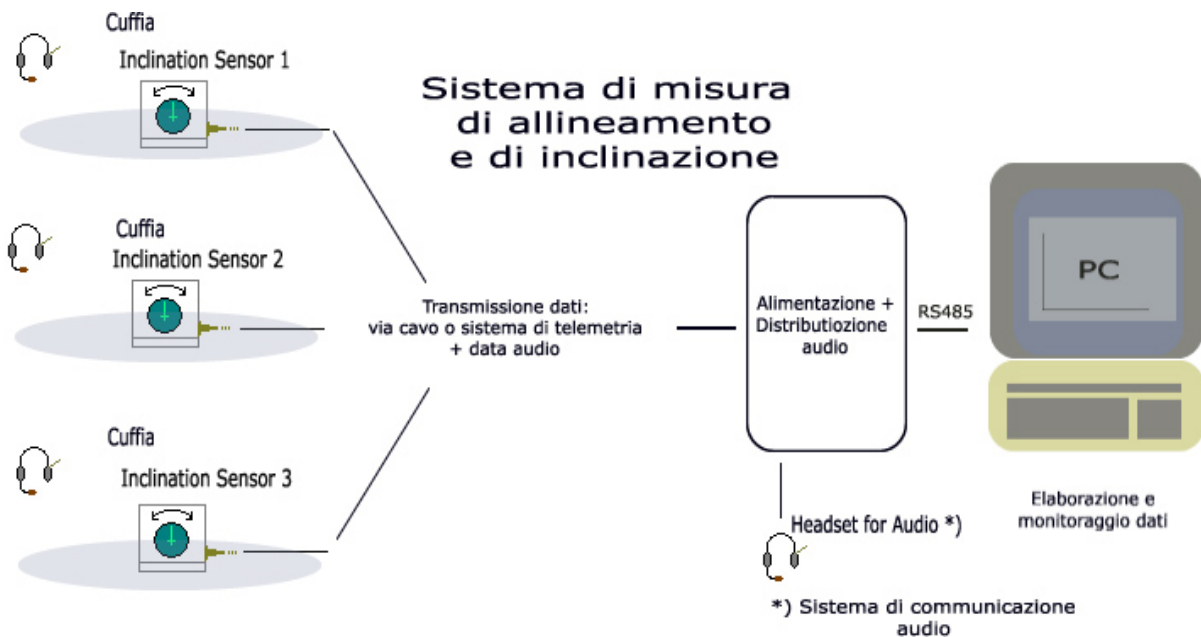 Cuffia
Inclination Sensor 1
Sistema di misura
di allineamento
e di inclinazione
Cuffia
Inclination Sensor 2
Transmissione dati:
via cavo o sistema di telemetria
+ data audio
Alimentazione +
Distributiozione
audio
RS485
PC
Cuffia
Inclination Sensor 3
Elaborazione e
monitoraggio dati
Headset for Audio *)
*) Sistema di communicazione
audio